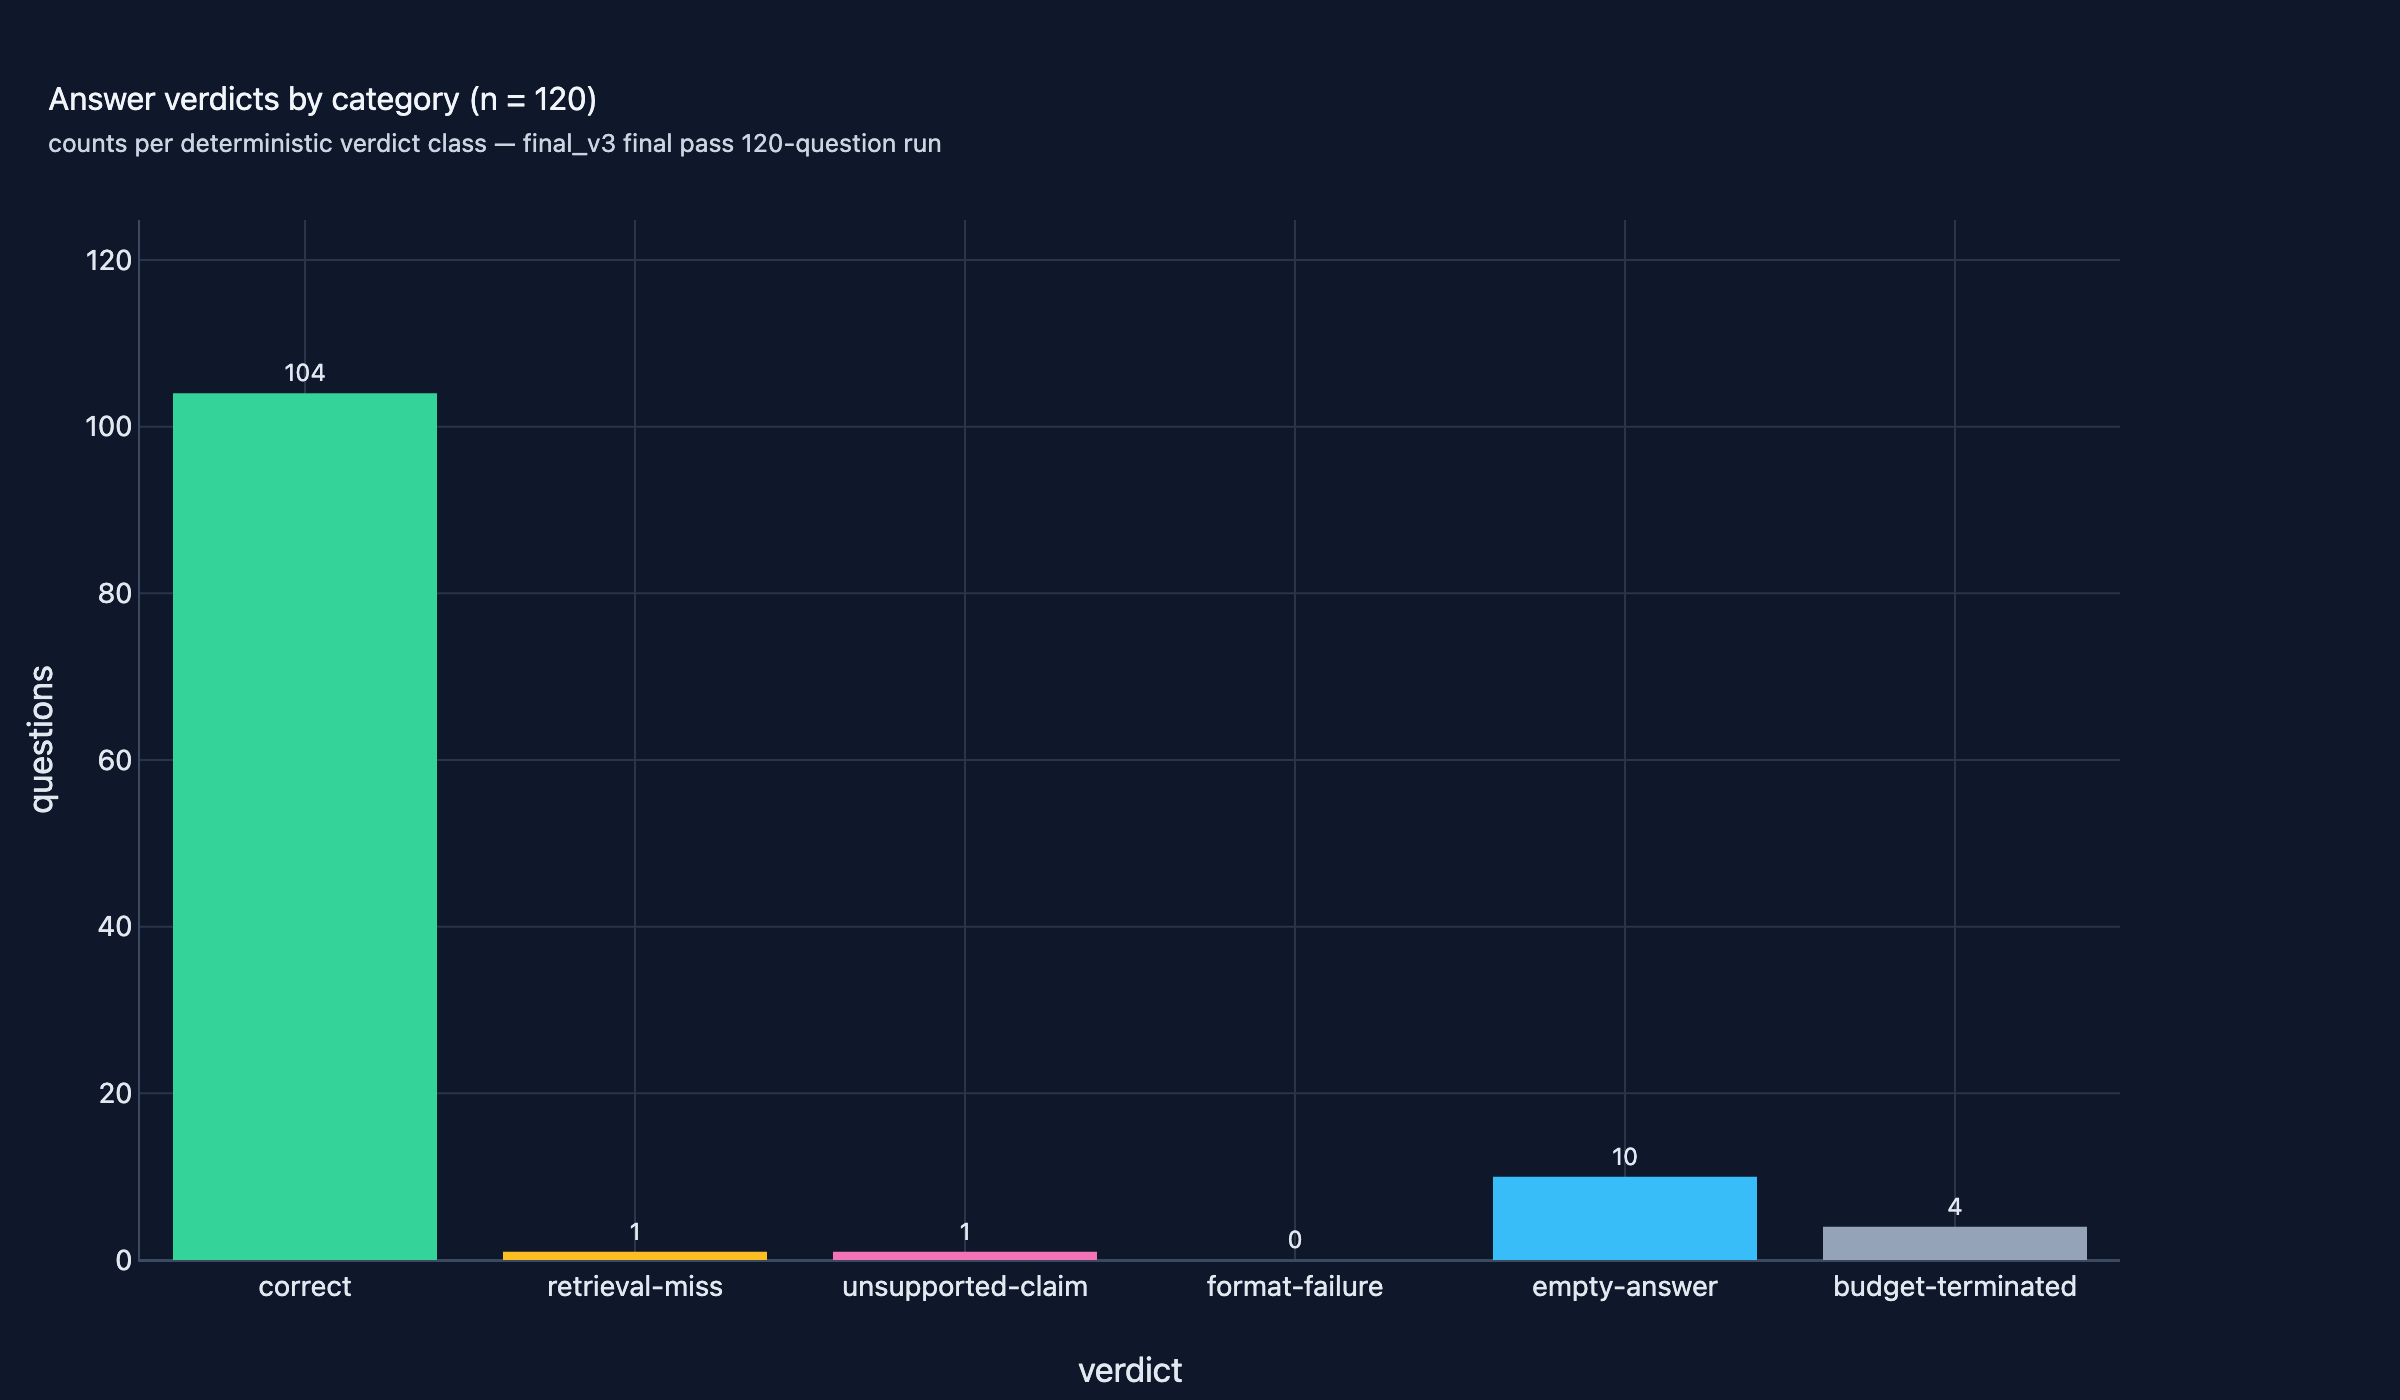 Answer verdicts by category (n = 120)
counts per deterministic verdict class — final_v3 final pass 120-question run
questions
120
100
80
60
40
20
0
104
1
1
0
10
4
correct
retrieval-miss
unsupported-claim
format-failure
empty-answer
budget-terminated
verdict